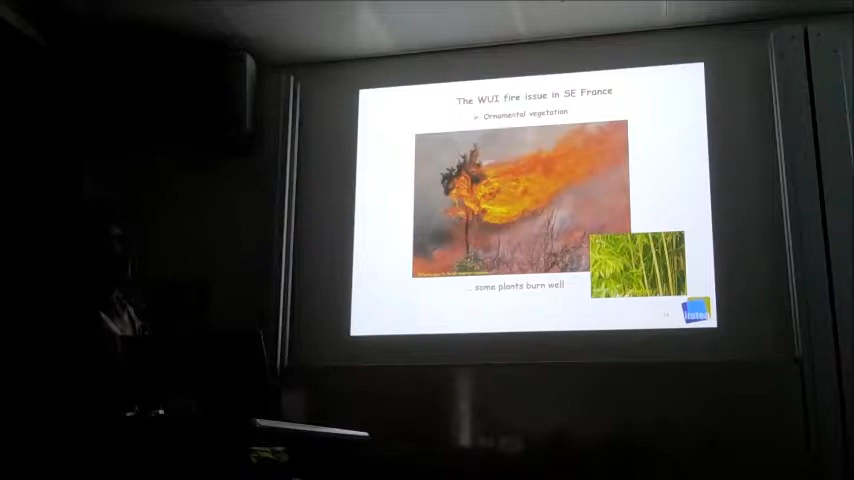 The WUI fire issue in SE France
➢ Ornamental vegetation
... some plants burn well
irstea